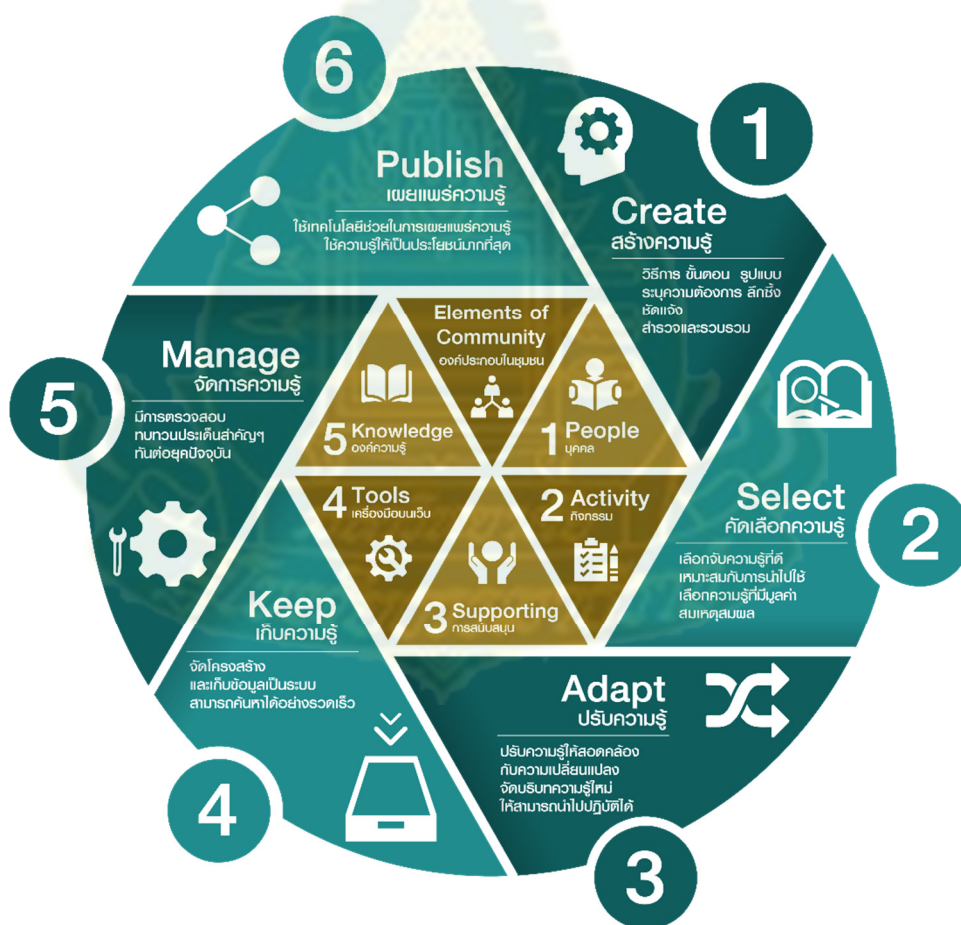 1
Create
สร้างความรู้
วิธีการ ขั้นตอน รูปแบบ
ระบุความต้องการ ลึกซึ้ง
ชัดแจ้ง
สำรวจและรวบรวม
2
Select
คัดเลือกความรู้
เลือกจับความรู้ที่ดี
เหมาะสมกับการนำไปใช้
เลือกความรู้ที่มีมูลค่า
สมเหตุสมผล
3
Adapt
ปรับความรู้
ปรับความรู้ให้สอดคล้อง
กับความเปลี่ยนแปลง
จัดบริบทความรู้ใหม่
ให้สามารถนำไปปฏิบัติได้
4
Keep
เก็บความรู้
จัดโครงสร้าง
และเก็บข้อมูลเป็นระบบ
สามารถค้นหาได้อย่างรวดเร็ว
5
Manage
จัดการความรู้
มีการตรวจสอบ
ทบทวนประเด็นสำคัญๆ
ทันต่อยุคปัจจุบัน
6
Publish
เผยแพร่ความรู้
ใช้เทคโนโลยีช่วยในการเผยแพร่ความรู้
ใช้ความรู้ให้เป็นประโยชน์มากที่สุด
Elements of
Community
องค์ประกอบในชุมชน
1 People
บุคคล
2 Activity
กิจกรรม
3 Supporting
การสนับสนุน
4 Tools
เครื่องมือบนเว็บ
5 Knowledge
องค์ความรู้